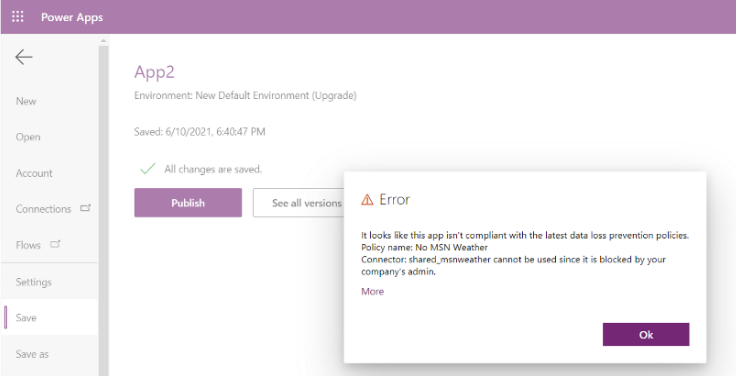 Power Apps
App2
Environment: New Default Environment (Upgrade)
New
Open
Saved: 6/10/2021, 6:40:47 PM
Account
All changes are saved.
Connections
Publish
See all versions
Flows
Settings
Save
Save as
Error
It looks like this app isn't compliant with the latest data loss prevention policies.
Policy name: No MSN Weather
Connector: shared_msnweather cannot be used since it is blocked by your
company's admin.
More
Ok